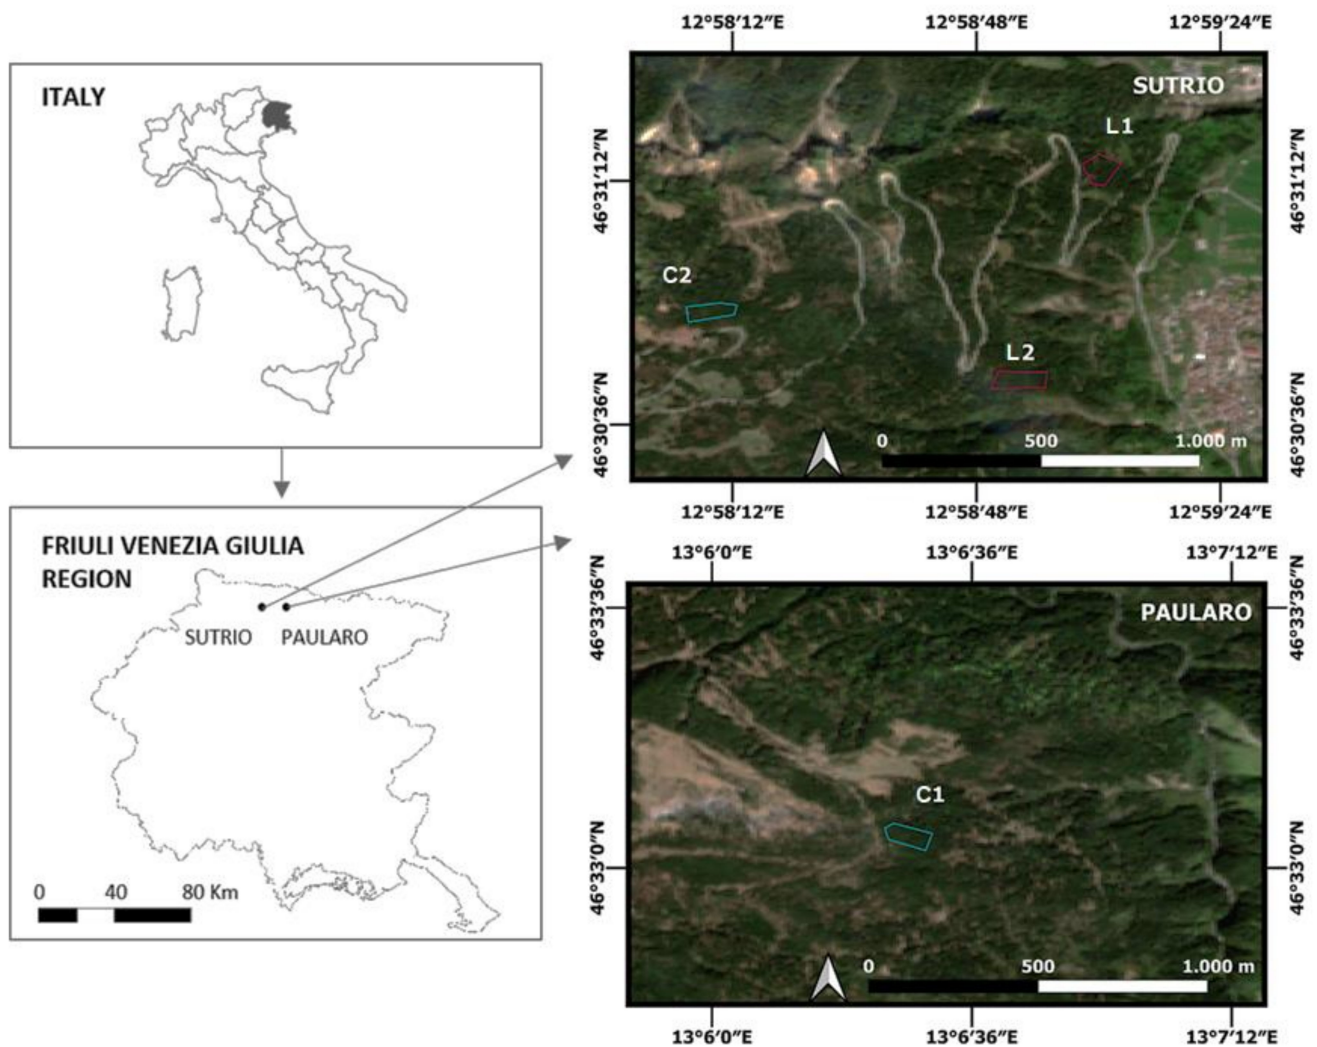 ITALY
FRIULI VENEZIA GIULIA
REGION
SUTRIO PAULARO
0 40 80 Km
12°58′12″E 12°58′48″E 12°59′24″E
SUTRIO
L1
46°31′12″N 46°31′12″N
C2
L2
46°30′36″N 46°30′36″N
0 500 1.000 m
12°58′12″E 12°58′48″E 12°59′24″E
13°6′0″E 13°6′36″E 13°7′12″E
46°33′36″N 46°33′36″N
PAULARO
C1
46°33′0″N 46°33′0″N
0 500 1.000 m
13°6′0″E 13°6′36″E 13°7′12″E